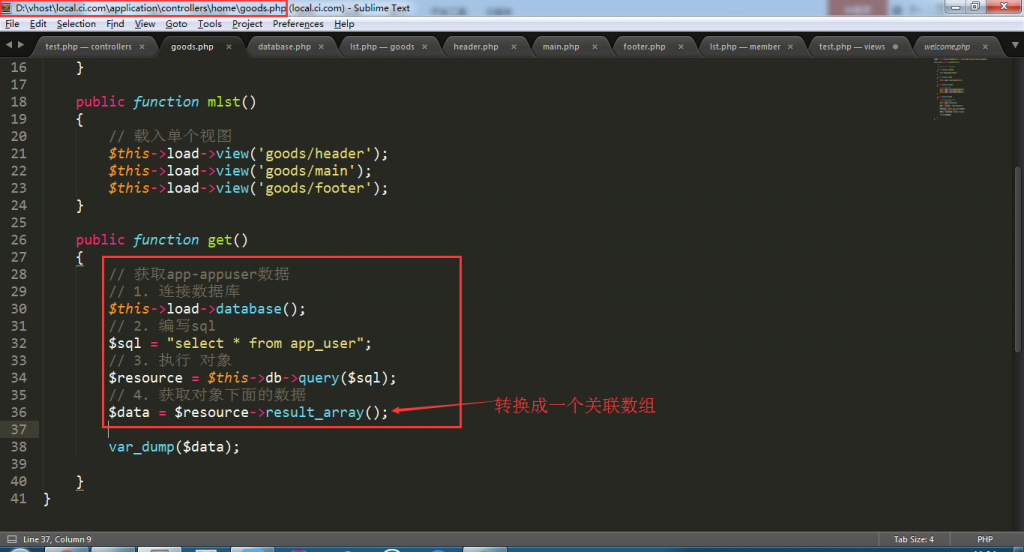 D:\vhost\local.ci.com\application\controllers\home\goods.php (local.ci.com) - Sublime Text
File Edit Selection Find View Goto Tools Project Preferences Help
test.php — controllers goods.php database.php lst.php — goods header.php main.php footer.php lst.php — member test.php — views welcome.php
16 }
17
18 public function mlst()
19 {
20 // 载入单个视图
21 $this->load->view('goods/header');
22 $this->load->view('goods/main');
23 $this->load->view('goods/footer');
24 }
25
26 public function get()
27 {
28 // 获取app-appuser数据
29 // 1. 连接数据库
30 $this->load->database();
31 // 2. 编写sql
32 $sql = "select * from app_user";
33 // 3. 执行 对象
34 $resource = $this->db->query($sql);
35 // 4. 获取对象下面的数据
36 $data = $resource->result_array();
转换成一个关联数组
37
38 var_dump($data);
39
40 }
41 }
Line 37, Column 9 Tab Size: 4 PHP